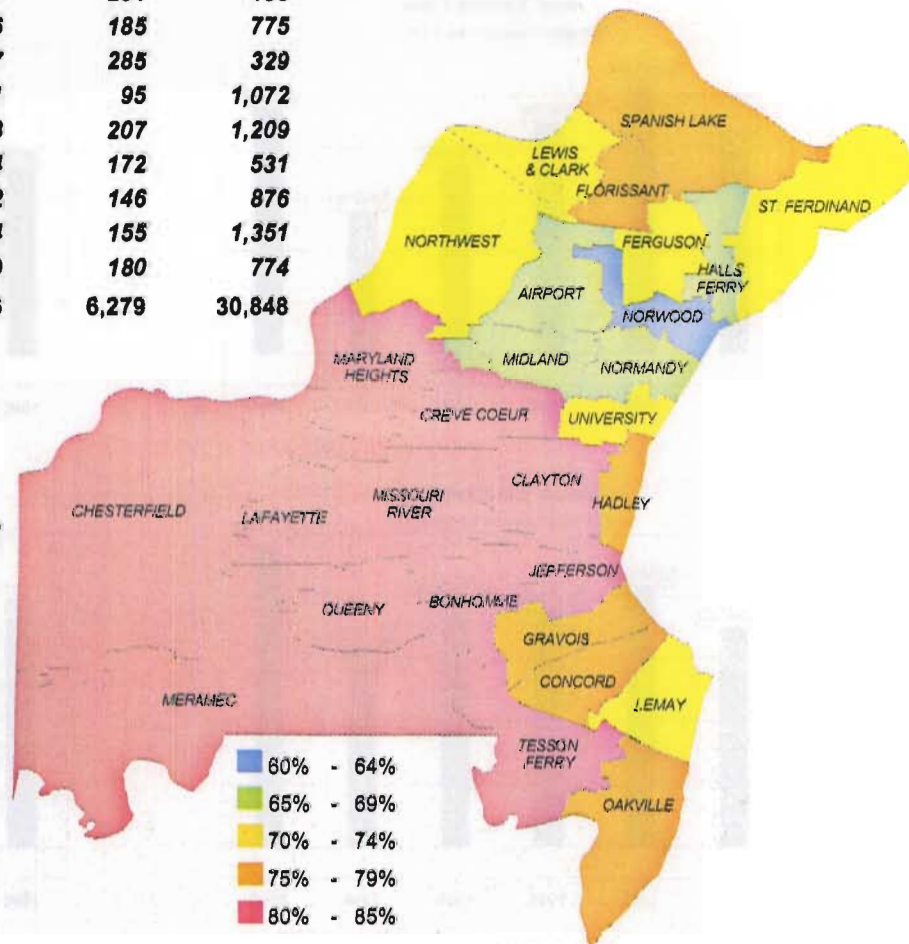 185 775
285 329
95 1,072
207 1,209
172 531
146 876
155 1,351
180 774
6,279 30,848
SPANISH LAKE
LEWIS
& CLARK
FLORISSANT
ST. FERDINAND
NORTHWEST
FERGUSON
HALLS
FERRY
AIRPORT
NORWOOD
MARYLAND
HEIGHTS
MIDLAND
NORMANDY
CREVE COEUR
UNIVERSITY
CLAYTON
CHESTERFIELD
LAFAYETTE
MISSOURI
RIVER
HADLEY
JEFFERSON
QUEENY
BONHOMME
GRAVOIS
CONCORD
MERAMEC
LEMAY
TESSON
FERRY
OAKVILLE
60% - 64%
65% - 69%
70% - 74%
75% - 79%
80% - 85%